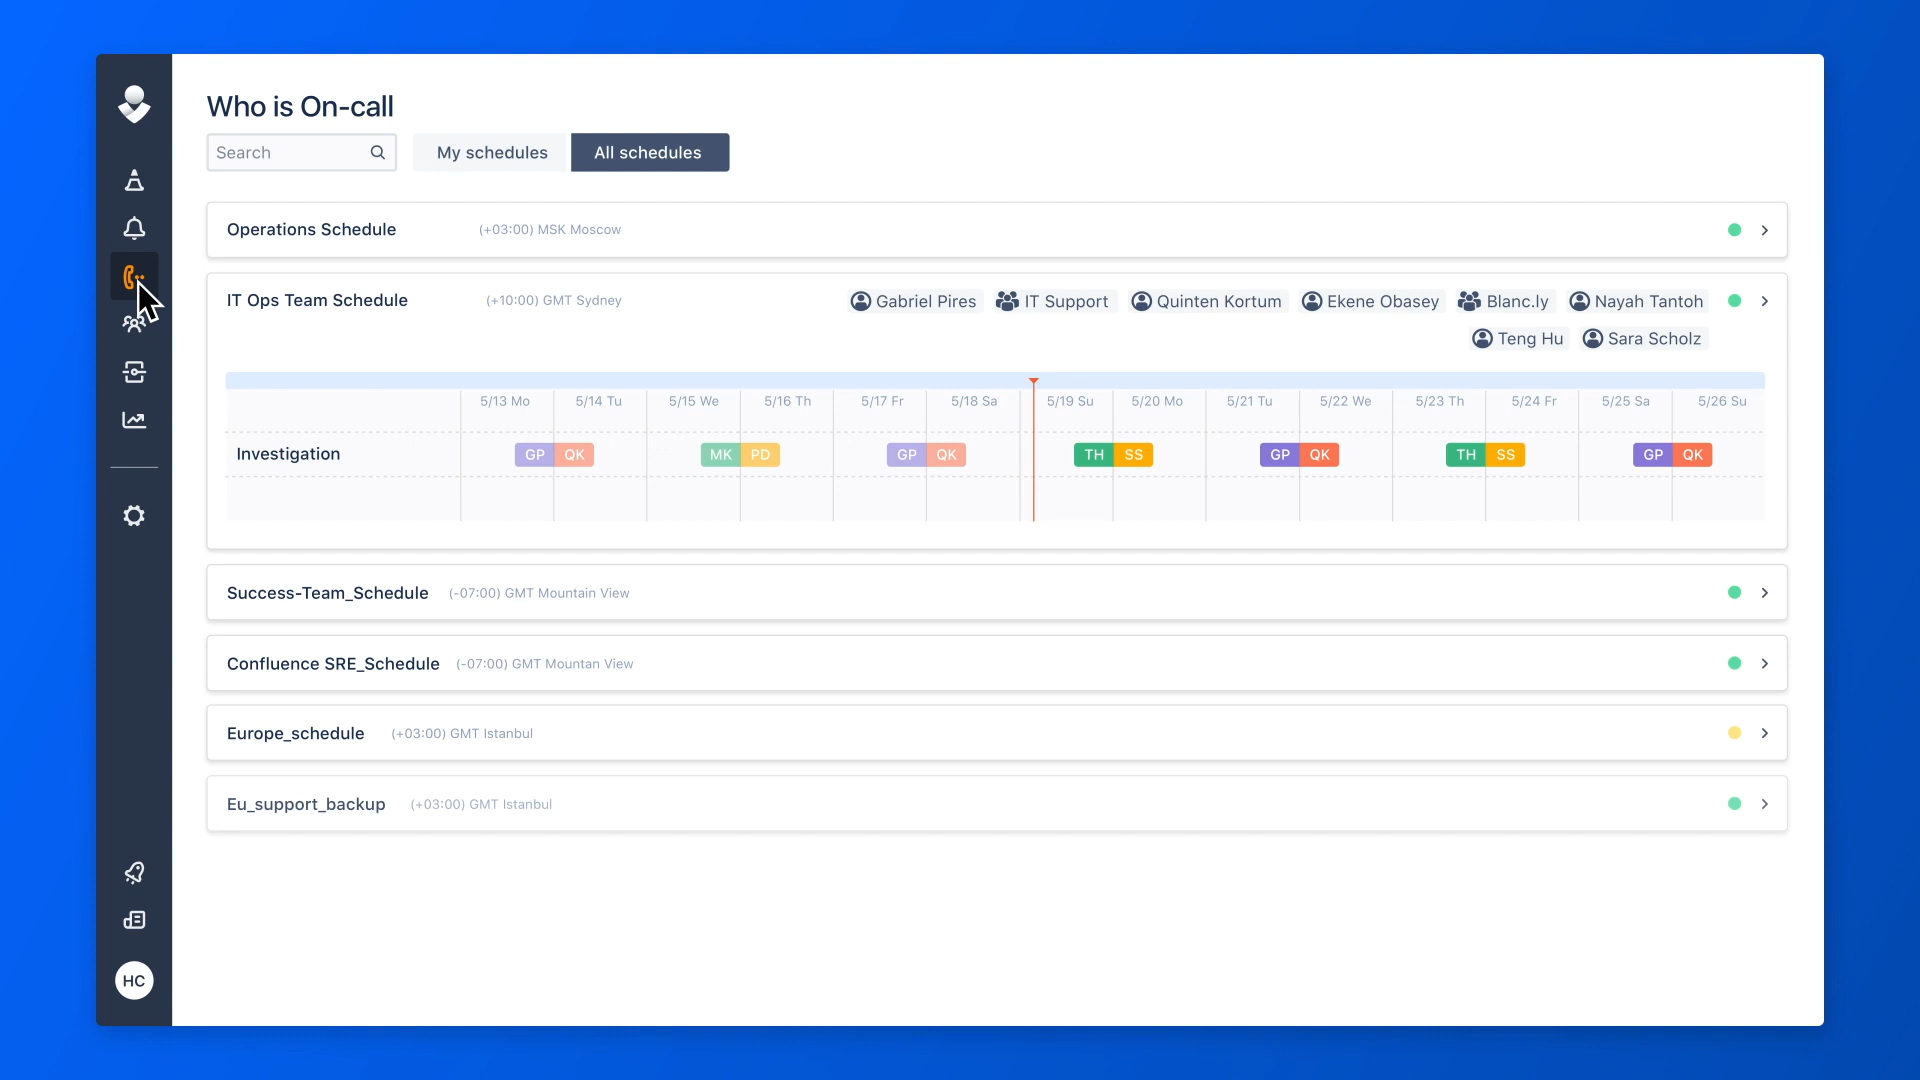 Who is On-call
Search
My schedules
All schedules
Operations Schedule (+03:00) MSK Moscow
IT Ops Team Schedule (+10:00) GMT Sydney Gabriel Pires IT Support Quinten Kortum Ekene Obasey Blanc.ly Nayah Tantoh
Teng Hu Sara Scholz
5/13 Mo 5/14 Tu 5/15 We 5/16 Th 5/17 Fr 5/18 Sa 5/19 Su 5/20 Mo 5/21 Tu 5/22 We 5/23 Th 5/24 Fr 5/25 Sa 5/26 Su
Investigation GP QK MK PD GP QK TH SS GP QK TH SS GP QK
Success-Team_Schedule (-07:00) GMT Mountain View
Confluence SRE_Schedule (-07:00) GMT Mountan View
Europe_schedule (+03:00) GMT Istanbul
Eu_support_backup (+03:00) GMT Istanbul
HC